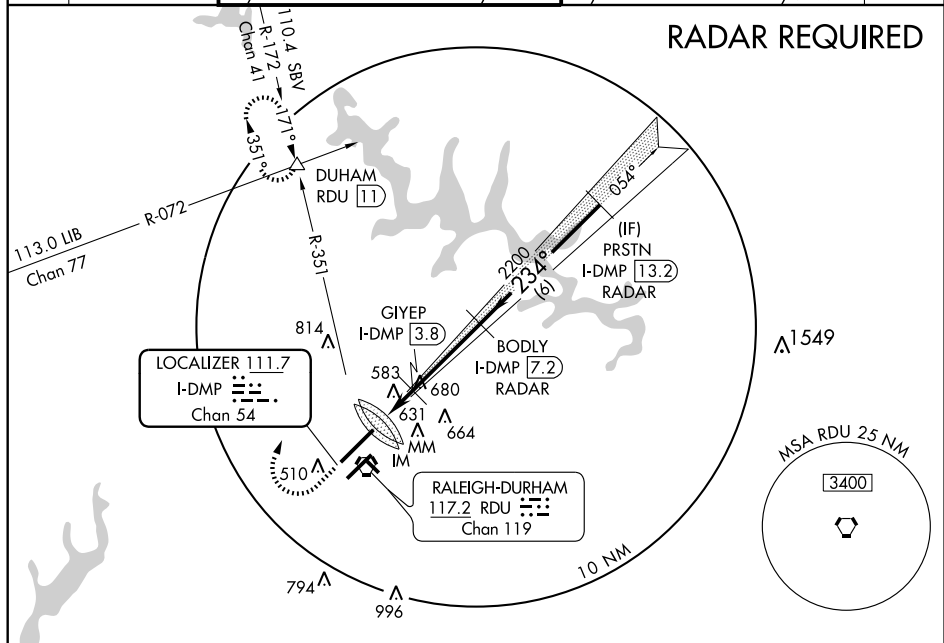 RADAR REQUIRED
110.4 SBV
R-172
Chan 41
171°
351°
DUHAM
RDU 11
R-072
113.0 LIB
Chan 77
R-351
054°
(IF)
PRSTN
I-DMP 13.2
RADAR
2200
234°
(6)
GIYEP
I-DMP 3.8
BODLY
I-DMP 7.2
RADAR
814
1549
LOCALIZER 111.7
I-DMP
Chan 54
583
680
631
664
MM
IM
510
RALEIGH-DURHAM
117.2 RDU
Chan 119
MSA RDU 25 NM
3400
10 NM
794
996